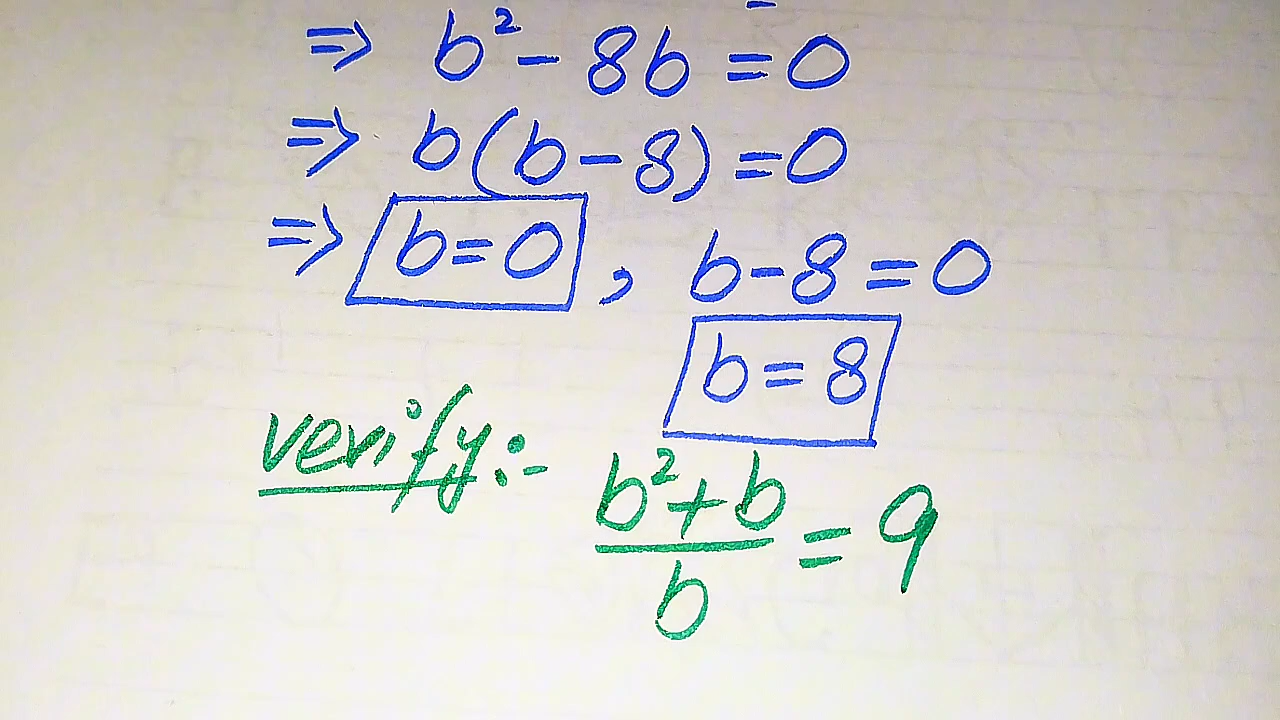 ⇒ b² - 8b = 0
⇒ b(b - 8) = 0
⇒ b = 0 , b - 8 = 0
b = 8
verify:- (b² + b)/b = 9